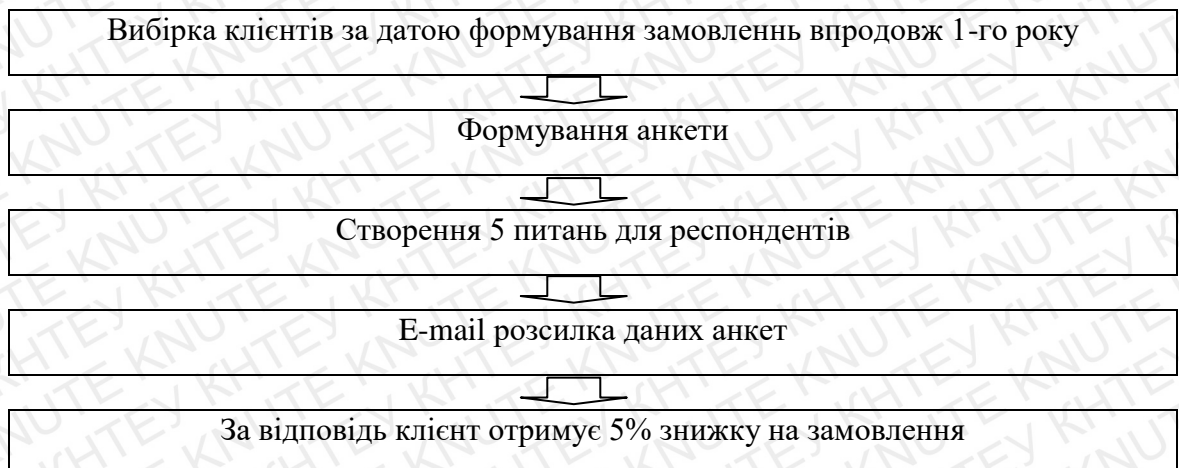 Вибірка клієнтів за датою формування замовленнь впродовж 1-го року
Формування анкети
Створення 5 питань для респондентів
E-mail розсилка даних анкет
За відповідь клієнт отримує 5% знижку на замовлення